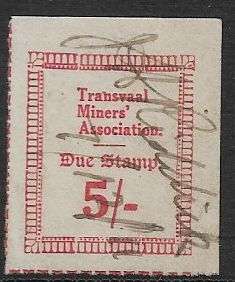 Transvaal
Miners'
Association.
Due Stamp
5/-